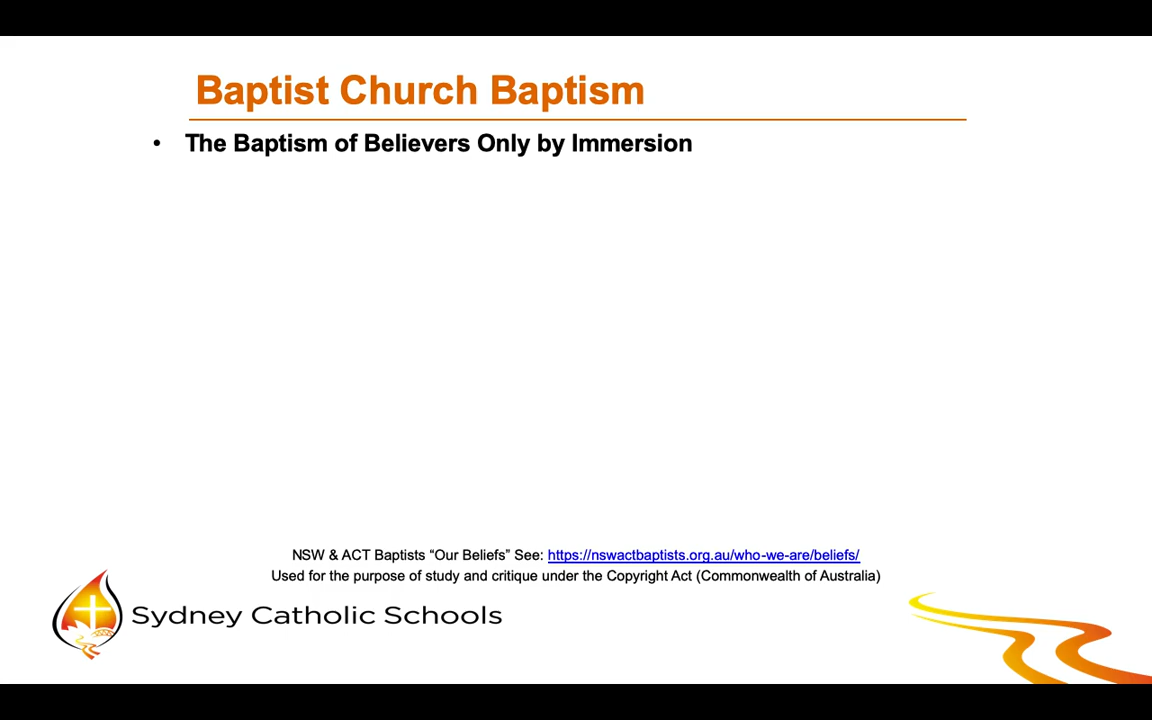 Baptist Church Baptism
• The Baptism of Believers Only by Immersion
NSW & ACT Baptists “Our Beliefs” See: https://nswactbaptists.org.au/who-we-are/beliefs/
Used for the purpose of study and critique under the Copyright Act (Commonwealth of Australia)
Sydney Catholic Schools